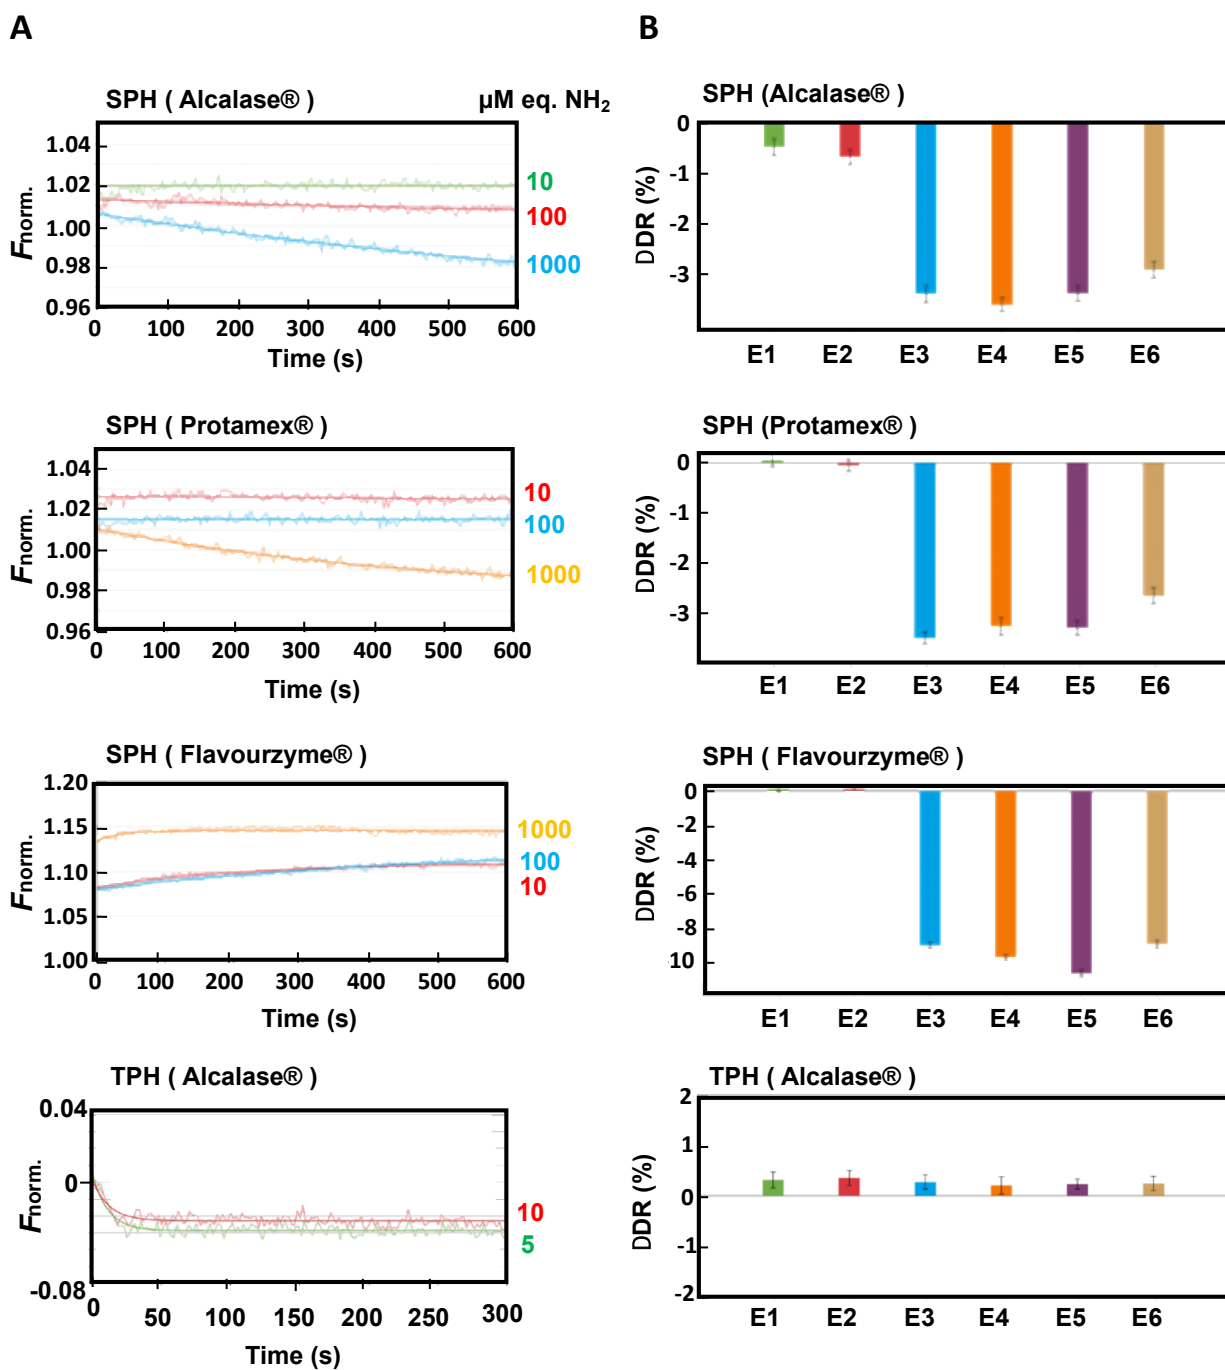 A
B
SPH ( Alcalase® )
µM eq. NH2
1.04
1.02
1.00
0.98
0.96
Fnorm.
10
100
1000
0 100 200 300 400 500 600
Time (s)
SPH (Alcalase® )
0
-1
-2
-3
DDR (%)
E1 E2 E3 E4 E5 E6
SPH ( Protamex® )
1.04
1.02
1.00
0.98
0.96
Fnorm.
10
100
1000
0 100 200 300 400 500 600
Time (s)
SPH (Protamex® )
0
-1
-2
-3
DDR (%)
E1 E2 E3 E4 E5 E6
SPH ( Flavourzyme® )
1.20
1.15
1.10
1.05
1.00
Fnorm.
1000
100
10
0 100 200 300 400 500 600
Time (s)
SPH ( Flavourzyme® )
0
-2
-4
-6
-8
10
DDR (%)
E1 E2 E3 E4 E5 E6
TPH ( Alcalase® )
0.04
0
-0.08
Fnorm.
10
5
0 50 100 150 200 250 300
Time (s)
TPH ( Alcalase® )
2
1
0
-1
-2
DDR (%)
E1 E2 E3 E4 E5 E6